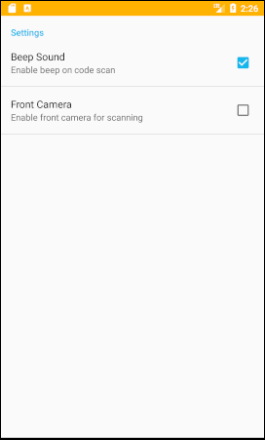 2:26
Settings
Beep Sound
Enable beep on code scan
Front Camera
Enable front camera for scanning